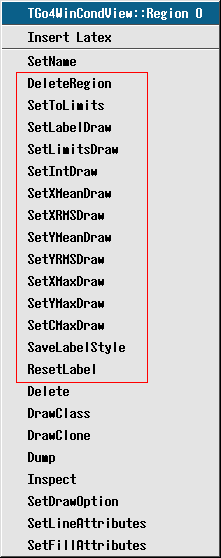 TGo4WinCondView::Region 0
Insert Latex
SetName
DeleteRegion
SetToLimits
SetLabelDraw
SetLimitsDraw
SetIntDraw
SetXMeanDraw
SetXRMSDraw
SetYMeanDraw
SetYRMSDraw
SetXMaxDraw
SetYMaxDraw
SetCMaxDraw
SaveLabelStyle
ResetLabel
Delete
DrawClass
DrawClone
Dump
Inspect
SetDrawOption
SetLineAttributes
SetFillAttributes